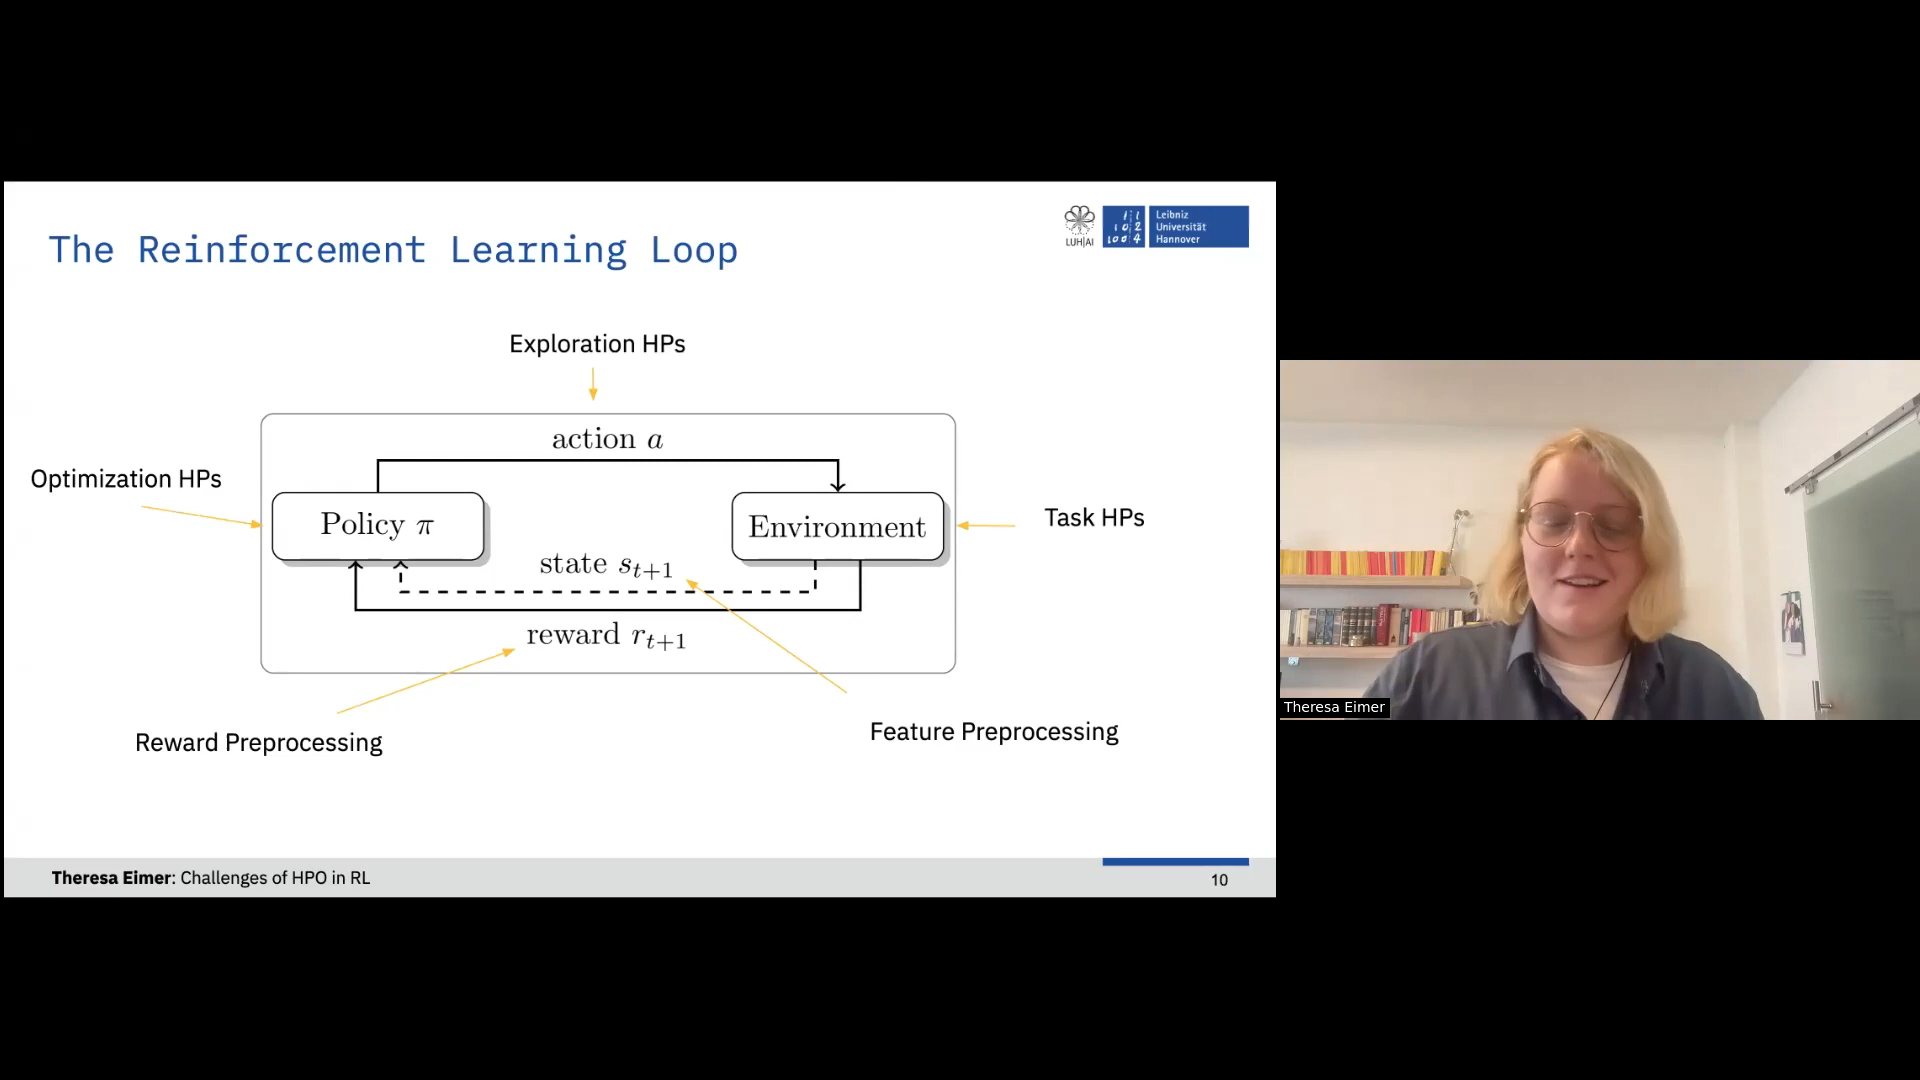 The Reinforcement Learning Loop
LUH|AI
Leibniz
Universität
Hannover
Exploration HPs
action a
Optimization HPs
Policy π
Environment
Task HPs
state s_{t+1}
reward r_{t+1}
Reward Preprocessing
Feature Preprocessing
Theresa Eimer: Challenges of HPO in RL
10
Theresa Eimer